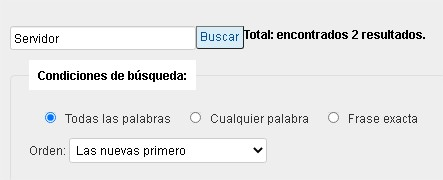 Servidor Buscar Total: encontrados 2 resultados.
Condiciones de búsqueda:
Todas las palabras Cualquier palabra Frase exacta
Orden: Las nuevas primero